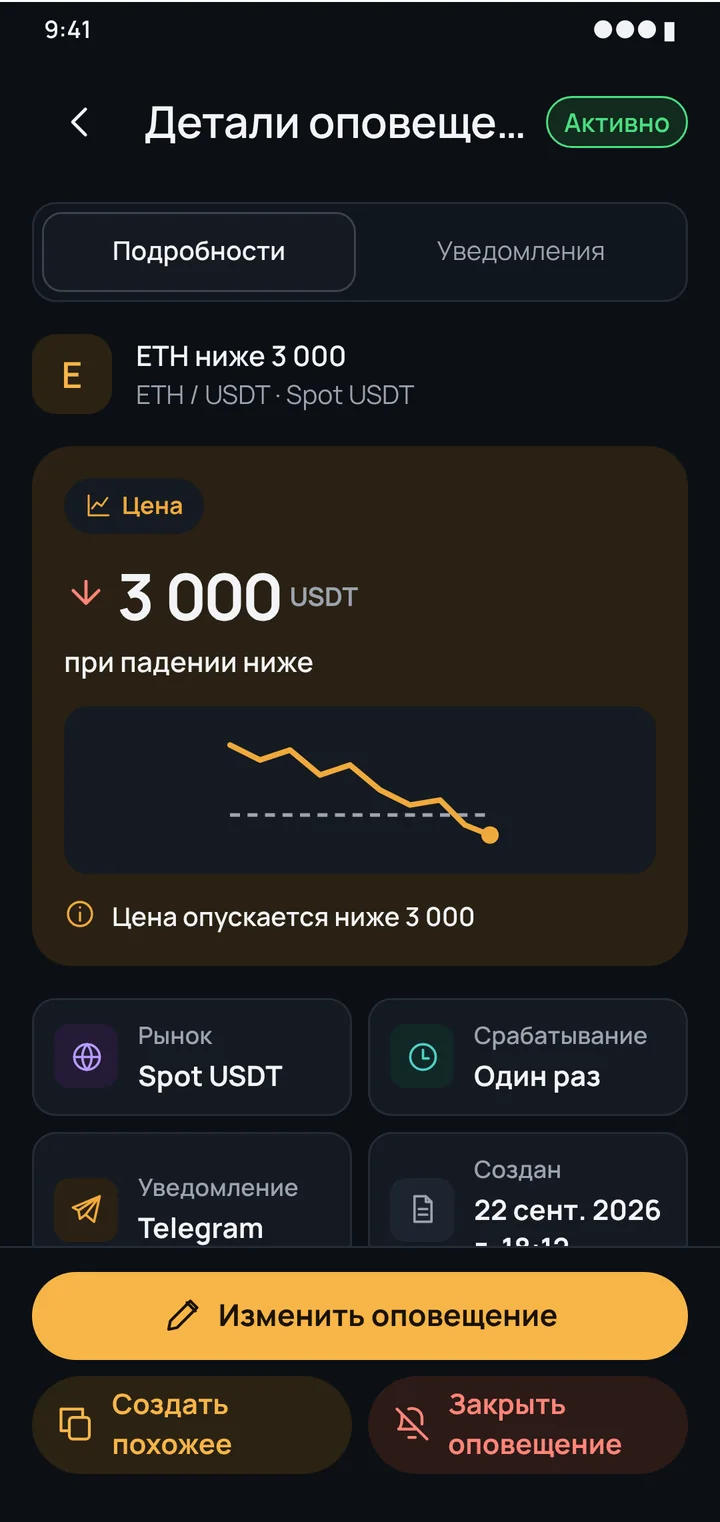 9:41
Детали оповеще...
Активно
Подробности
Уведомления
E
ETH ниже 3 000
ETH / USDT · Spot USDT
Цена
3 000 USDT
при падении ниже
Цена опускается ниже 3 000
Рынок
Spot USDT
Срабатывание
Один раз
Уведомление
Telegram
Создан
22 сент. 2026
Изменить оповещение
Создать
похожее
Закрыть
оповещение